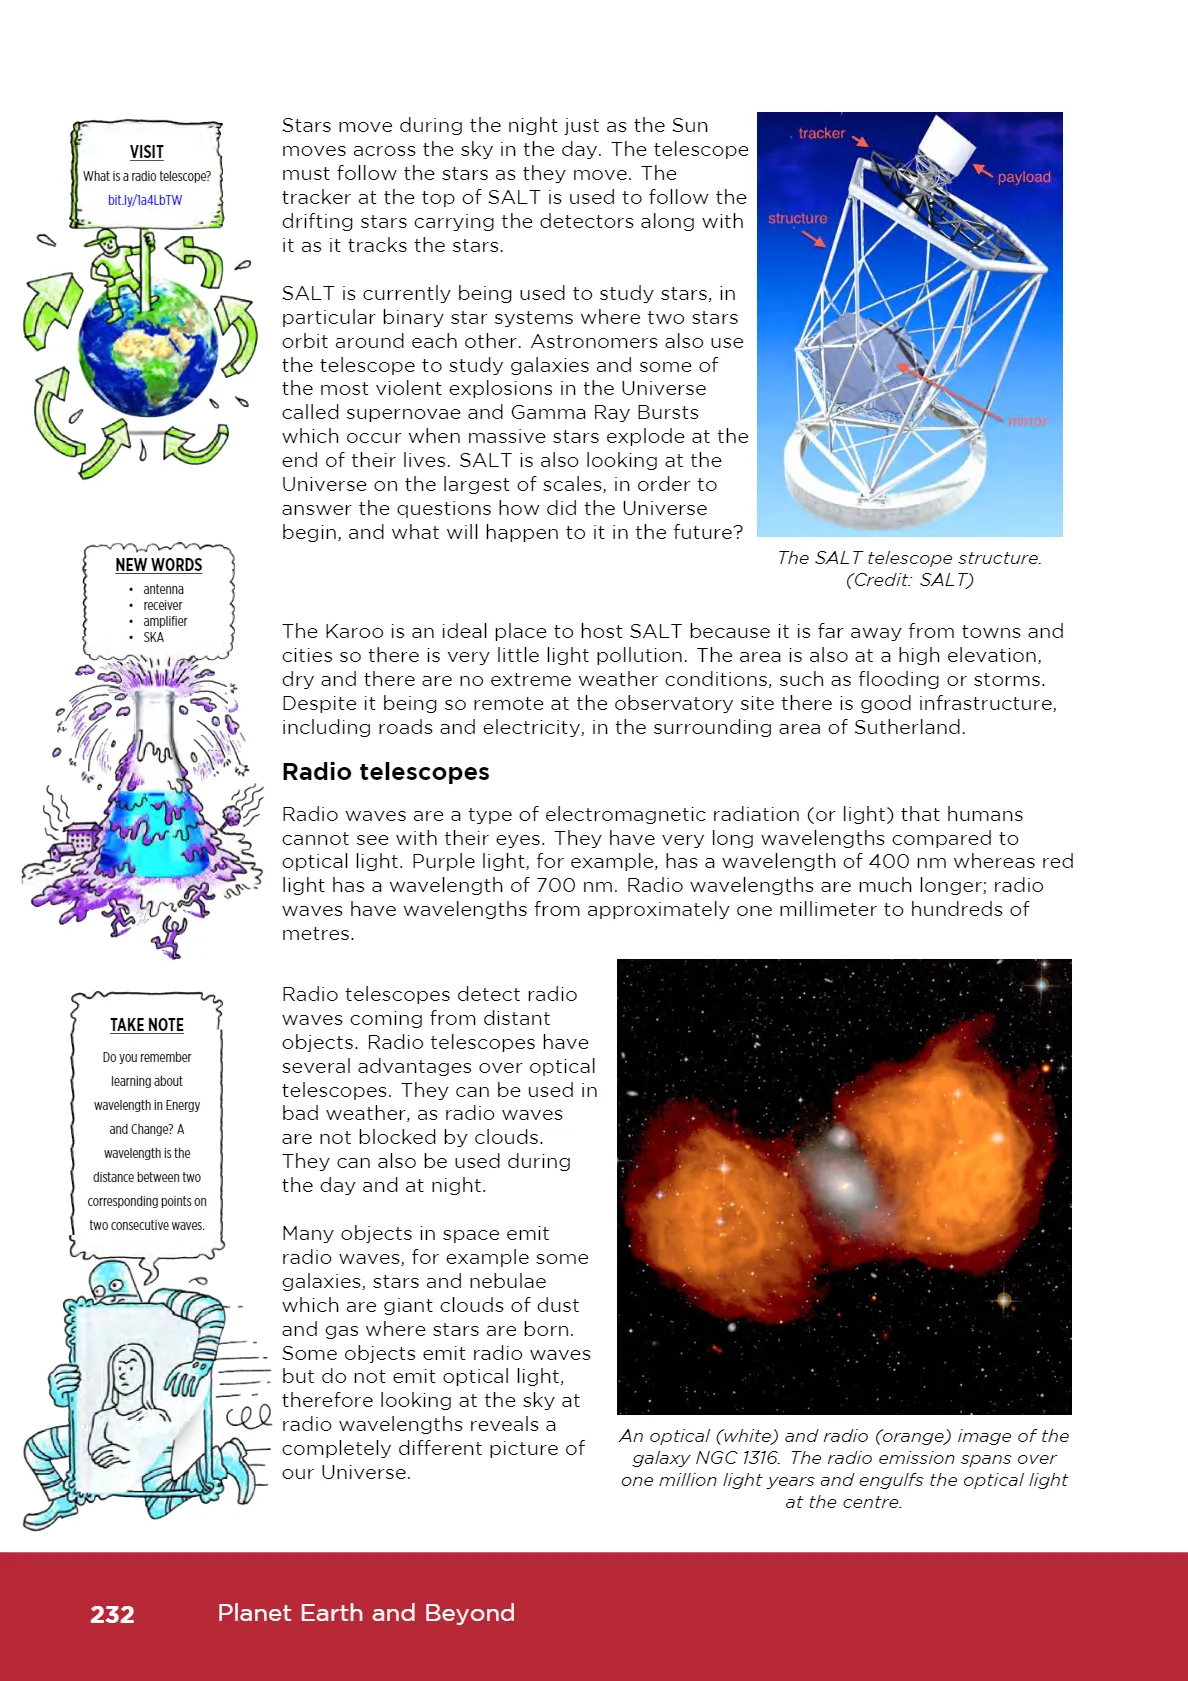 VISIT
What is a radio telescope?
bit.ly/1a4LbTW
Stars move during the night just as the Sun
moves across the sky in the day. The telescope
must follow the stars as they move. The
tracker at the top of SALT is used to follow the
drifting stars carrying the detectors along with
it as it tracks the stars.
SALT is currently being used to study stars, in
particular binary star systems where two stars
orbit around each other. Astronomers also use
the telescope to study galaxies and some of
the most violent explosions in the Universe
called supernovae and Gamma Ray Bursts
which occur when massive stars explode at the
end of their lives. SALT is also looking at the
Universe on the largest of scales, in order to
answer the questions how did the Universe
begin, and what will happen to it in the future?
tracker
payload
structure
mirror
The SALT telescope structure.
(Credit: SALT)
NEW WORDS
• antenna
• receiver
• amplifier
• SKA
The Karoo is an ideal place to host SALT because it is far away from towns and
cities so there is very little light pollution. The area is also at a high elevation,
dry and there are no extreme weather conditions, such as flooding or storms.
Despite it being so remote at the observatory site there is good infrastructure,
including roads and electricity, in the surrounding area of Sutherland.
Radio telescopes
Radio waves are a type of electromagnetic radiation (or light) that humans
cannot see with their eyes. They have very long wavelengths compared to
optical light. Purple light, for example, has a wavelength of 400 nm whereas red
light has a wavelength of 700 nm. Radio wavelengths are much longer; radio
waves have wavelengths from approximately one millimeter to hundreds of
metres.
TAKE NOTE
Do you remember
learning about
wavelength in Energy
and Change? A
wavelength is the
distance between two
corresponding points on
two consecutive waves.
Radio telescopes detect radio
waves coming from distant
objects. Radio telescopes have
several advantages over optical
telescopes. They can be used in
bad weather, as radio waves
are not blocked by clouds.
They can also be used during
the day and at night.
Many objects in space emit
radio waves, for example some
galaxies, stars and nebulae
which are giant clouds of dust
and gas where stars are born.
Some objects emit radio waves
but do not emit optical light,
therefore looking at the sky at
radio wavelengths reveals a
completely different picture of
our Universe.
An optical (white) and radio (orange) image of the
galaxy NGC 1316. The radio emission spans over
one million light years and engulfs the optical light
at the centre.
232 Planet Earth and Beyond